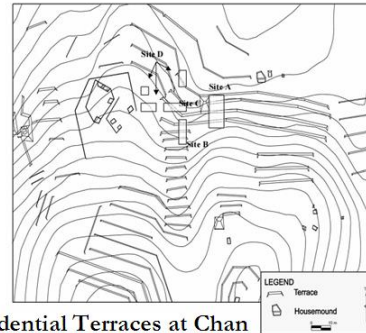 Site D
Site A
Site C
Site B
LEGEND
Terrace
Housemound
dential Terraces at Chan